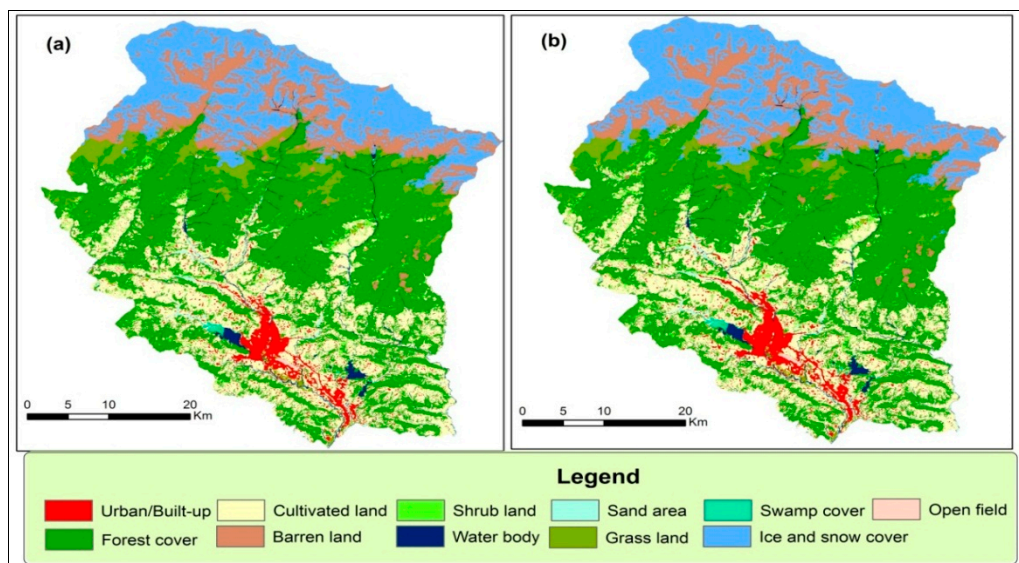 (a)
(b)
0 5 10 20
Km
0 5 10 20
Km
Legend
Urban/Built-up Cultivated land Shrub land Sand area Swamp cover Open field
Forest cover Barren land Water body Grass land Ice and snow cover